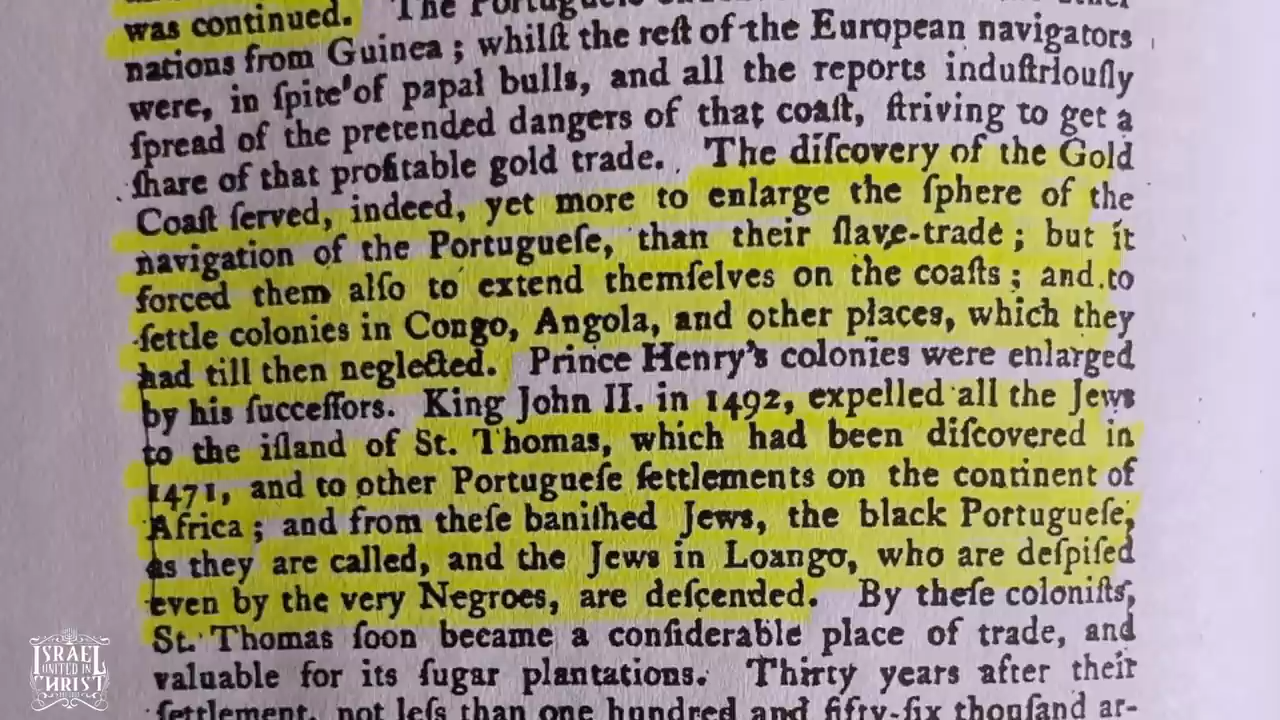 was continued. The Portuguese
nations from Guinea ; whilſt the reſt of the European navigators
were, in ſpite of papal bulls, and all the reports induſtriouſly
ſpread of the pretended dangers of that coaſt, ſtriving to get a
ſhare of that profitable gold trade. The diſcovery of the Gold
Coaſt ſerved, indeed, yet more to enlarge the ſphere of the
navigation of the Portugueſe, than their ſlave-trade ; but it
forced them alſo to extend themſelves on the coaſts ; and to
ſettle colonies in Congo, Angola, and other places, which they
had till then neglected. Prince Henry's colonies were enlarged
by his ſucceſſors. King John II. in 1492, expelled all the Jews
to the iſland of St. Thomas, which had been diſcovered in
1471, and to other Portugueſe ſettlements on the continent of
Africa ; and from theſe baniſhed Jews, the black Portugueſe,
as they are called, and the Jews in Loango, who are deſpiſed
even by the very Negroes, are deſcended. By theſe coloniſts,
St. Thomas ſoon became a conſiderable place of trade, and
valuable for its ſugar plantations. Thirty years after their
ſettlement, not leſs than one hundred and fifty-ſix thouſand ar-
ISRAEL
UNITED IN
CHRIST